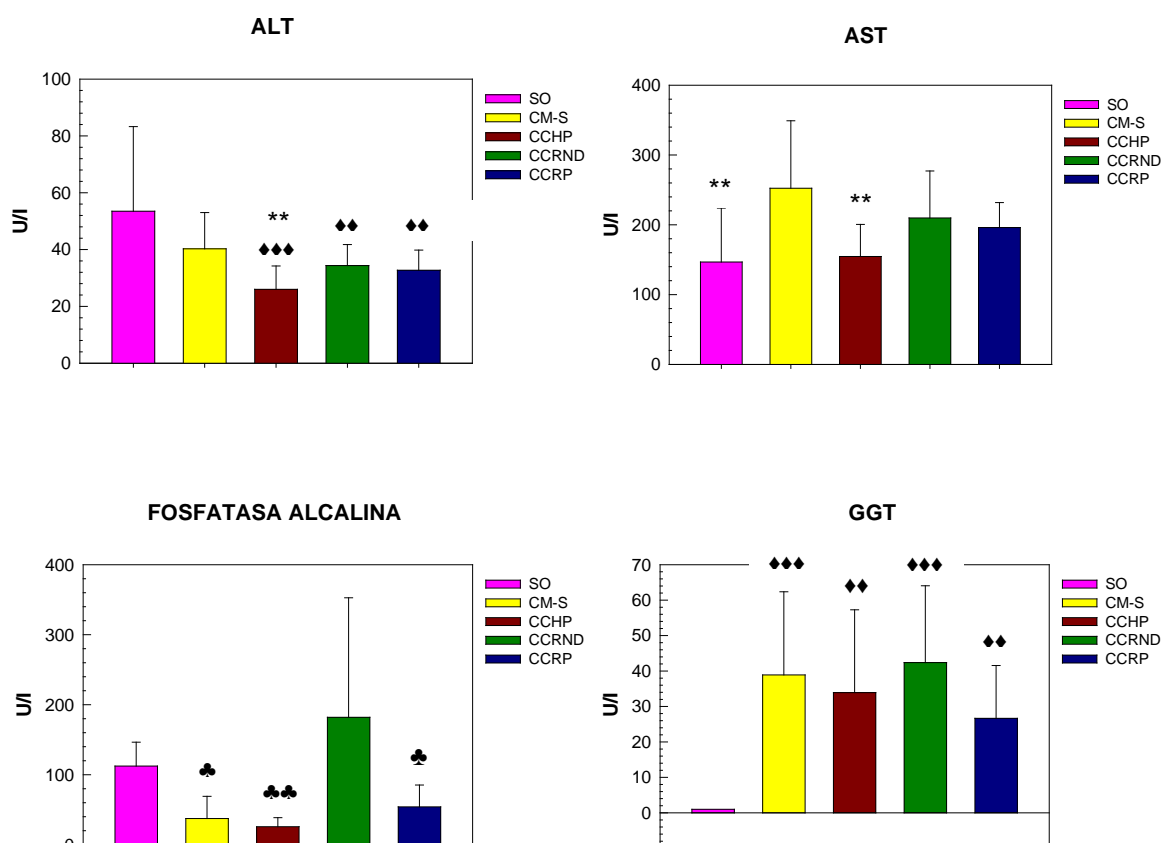 ALT
100
80
60
40
20
0
U/l
**
♦♦♦
♦♦
♦♦
SO
CM-S
CCHP
CCRND
CCRP
AST
400
300
200
100
0
U/l
**
**
SO
CM-S
CCHP
CCRND
CCRP
FOSFATASA ALCALINA
400
300
200
100
0
U/l
♣
♣♣
♣
SO
CM-S
CCHP
CCRND
CCRP
GGT
70
60
50
40
30
20
10
0
U/l
♦♦♦
♦♦
♦♦♦
♦♦
SO
CM-S
CCHP
CCRND
CCRP